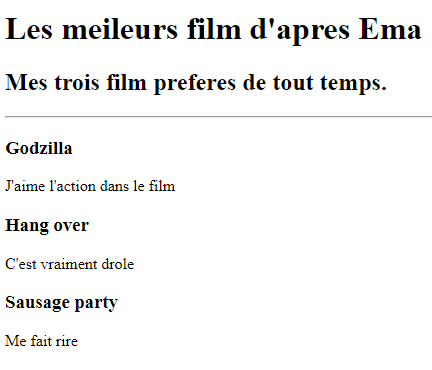 Les meileurs film d'apres Ema
Mes trois film preferes de tout temps.
Godzilla
J'aime l'action dans le film
Hang over
C'est vraiment drole
Sausage party
Me fait rire